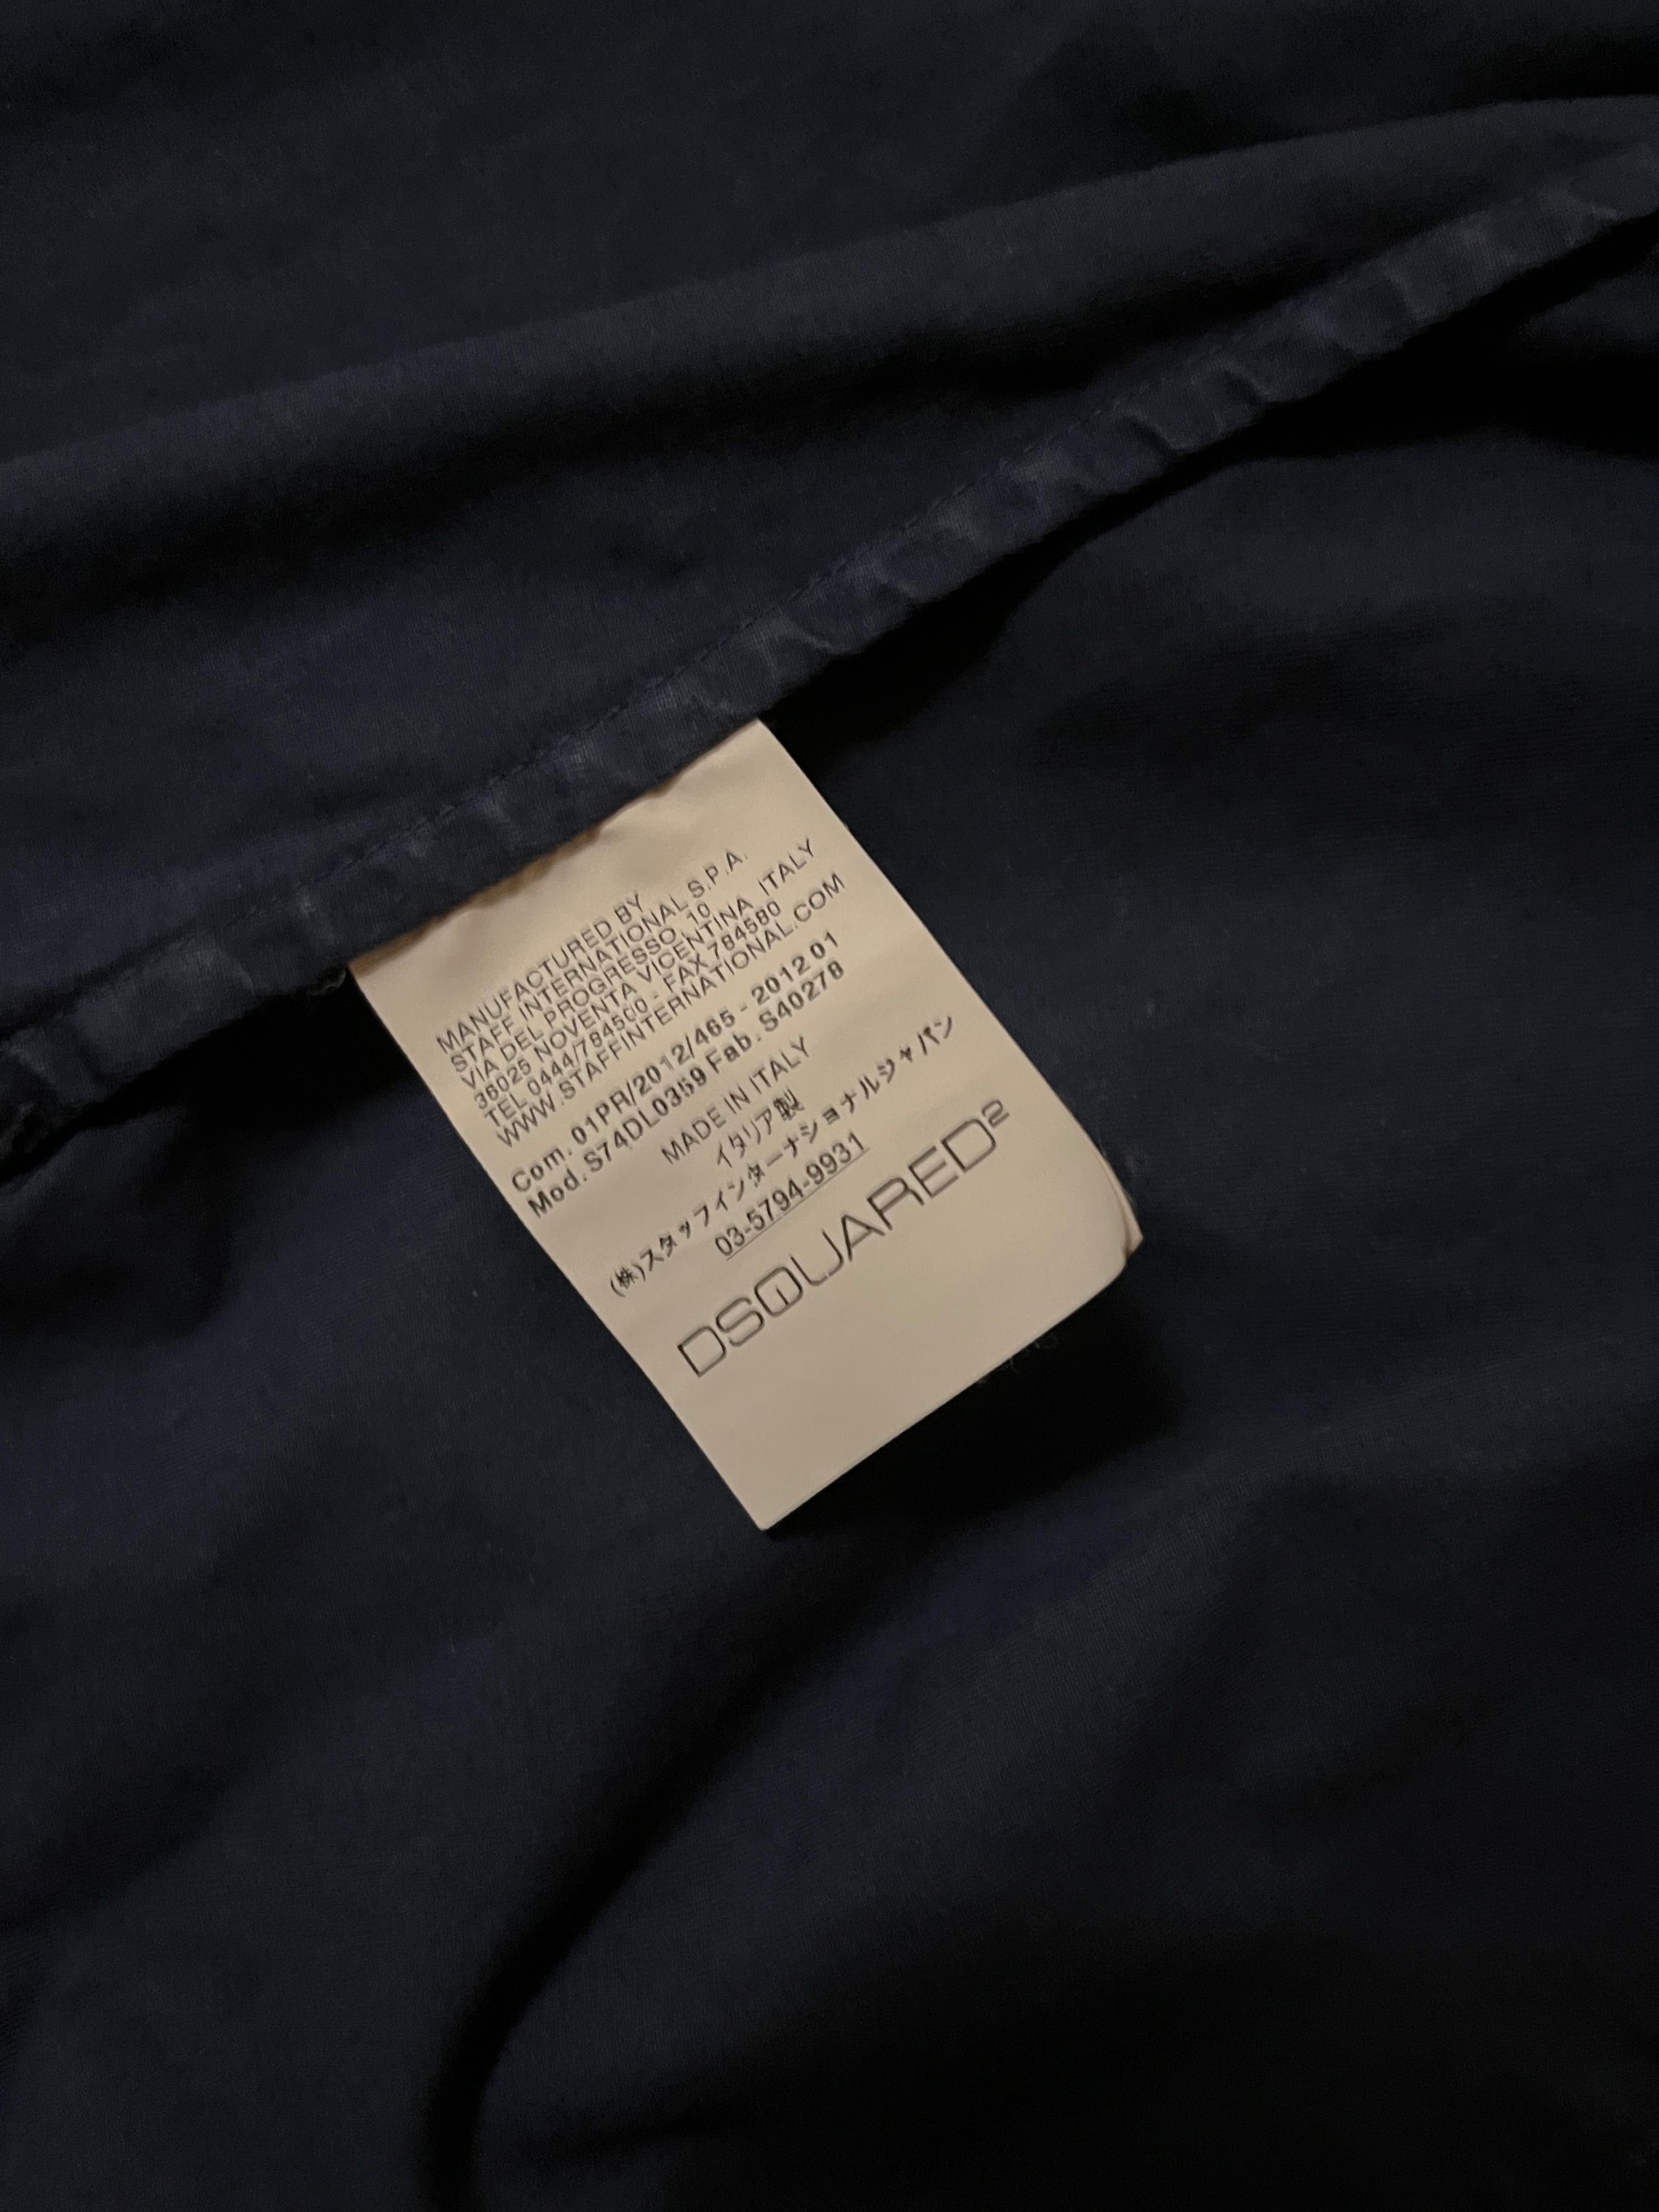 MANUFACTURED BY
STAFF INTERNATIONAL S.P.A.
VIA DEL PROGRESSO, 10
36025 NOVENTA VICENTINA ITALY
TEL 0444/784500 - FAX 784580
WWW.STAFFINTERNATIONAL.COM
Com. 01PR/2012/465 - 2012 01
Mod. S74DL0359 Fab. S40278
MADE IN ITALY
イタリア製
(株)スタッフインターナショナルジャパン
03-5794-9931
DSQUARED²